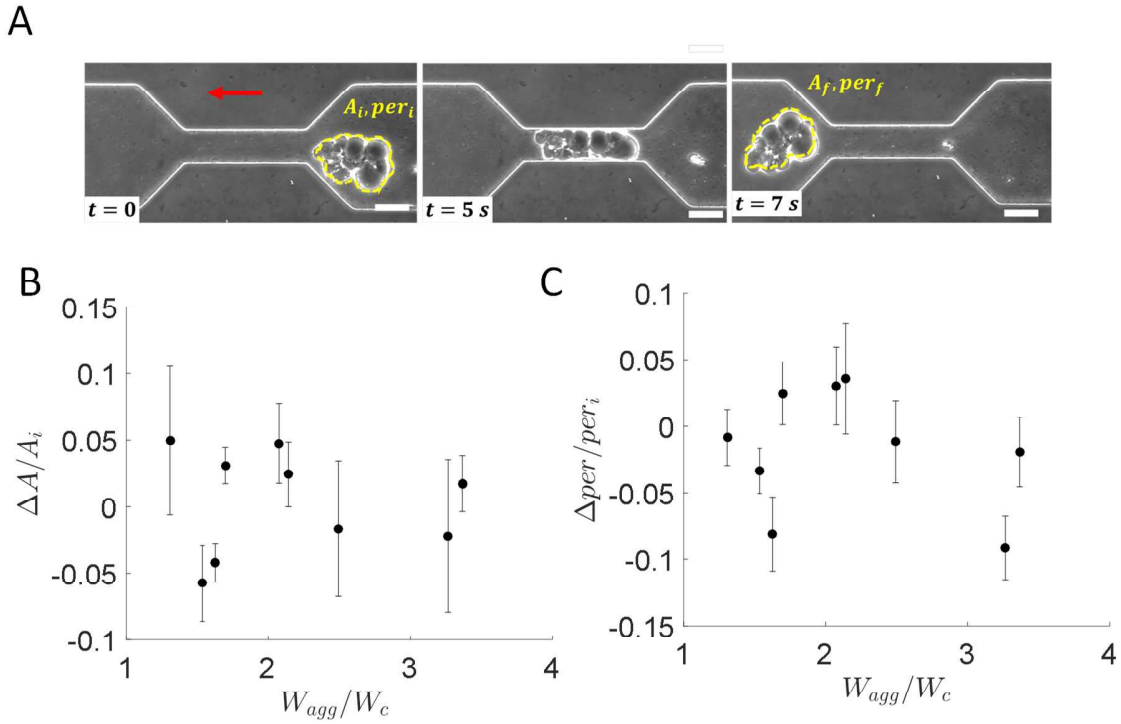 A
A_i, per_i
A_f, per_f
t = 0
t = 5 s
t = 7 s
B
0.15
0.1
0.05
0
-0.05
-0.1
1
2
3
4
ΔA/A_i
W_agg/W_c
C
0.1
0.05
0
-0.05
-0.1
-0.15
1
2
3
4
Δper/per_i
W_agg/W_c